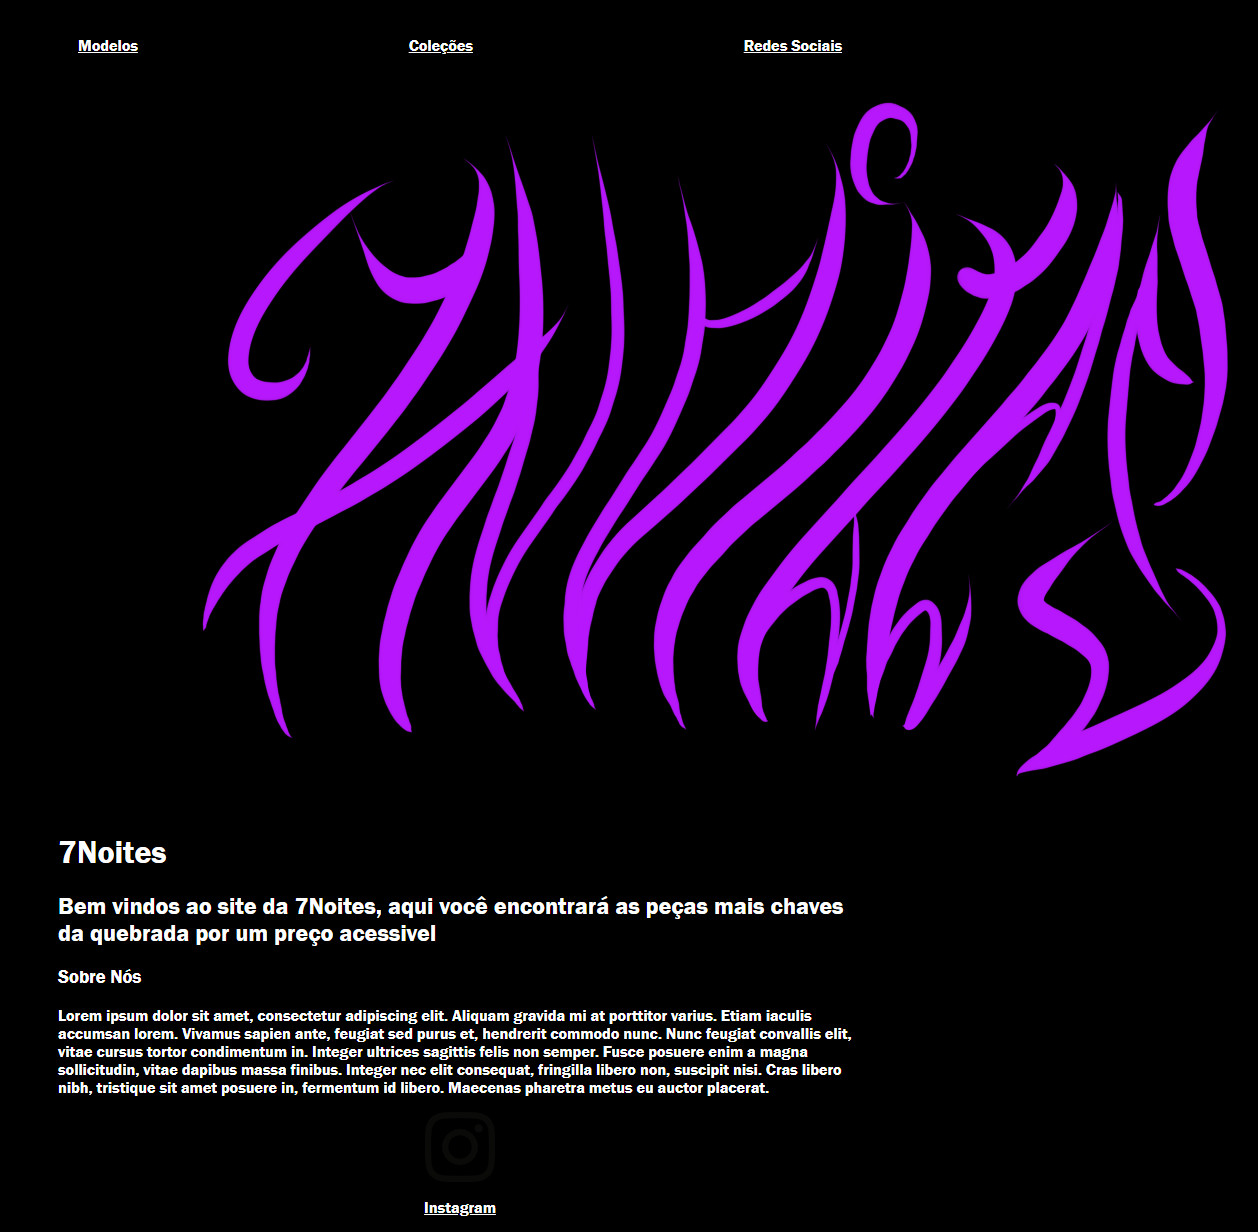 Modelos Coleções Redes Sociais
7Noites
7Noites
Bem vindos ao site da 7Noites, aqui você encontrará as peças mais chaves
da quebrada por um preço acessivel
Sobre Nós
Lorem ipsum dolor sit amet, consectetur adipiscing elit. Aliquam gravida mi at porttitor varius. Etiam iaculis
accumsan lorem. Vivamus sapien ante, feugiat sed purus et, hendrerit commodo nunc. Nunc feugiat convallis elit,
vitae cursus tortor condimentum in. Integer ultrices sagittis felis non semper. Fusce posuere enim a magna
sollicitudin, vitae dapibus massa finibus. Integer nec elit consequat, fringilla libero non, suscipit nisi. Cras libero
nibh, tristique sit amet posuere in, fermentum id libero. Maecenas pharetra metus eu auctor placerat.
Instagram